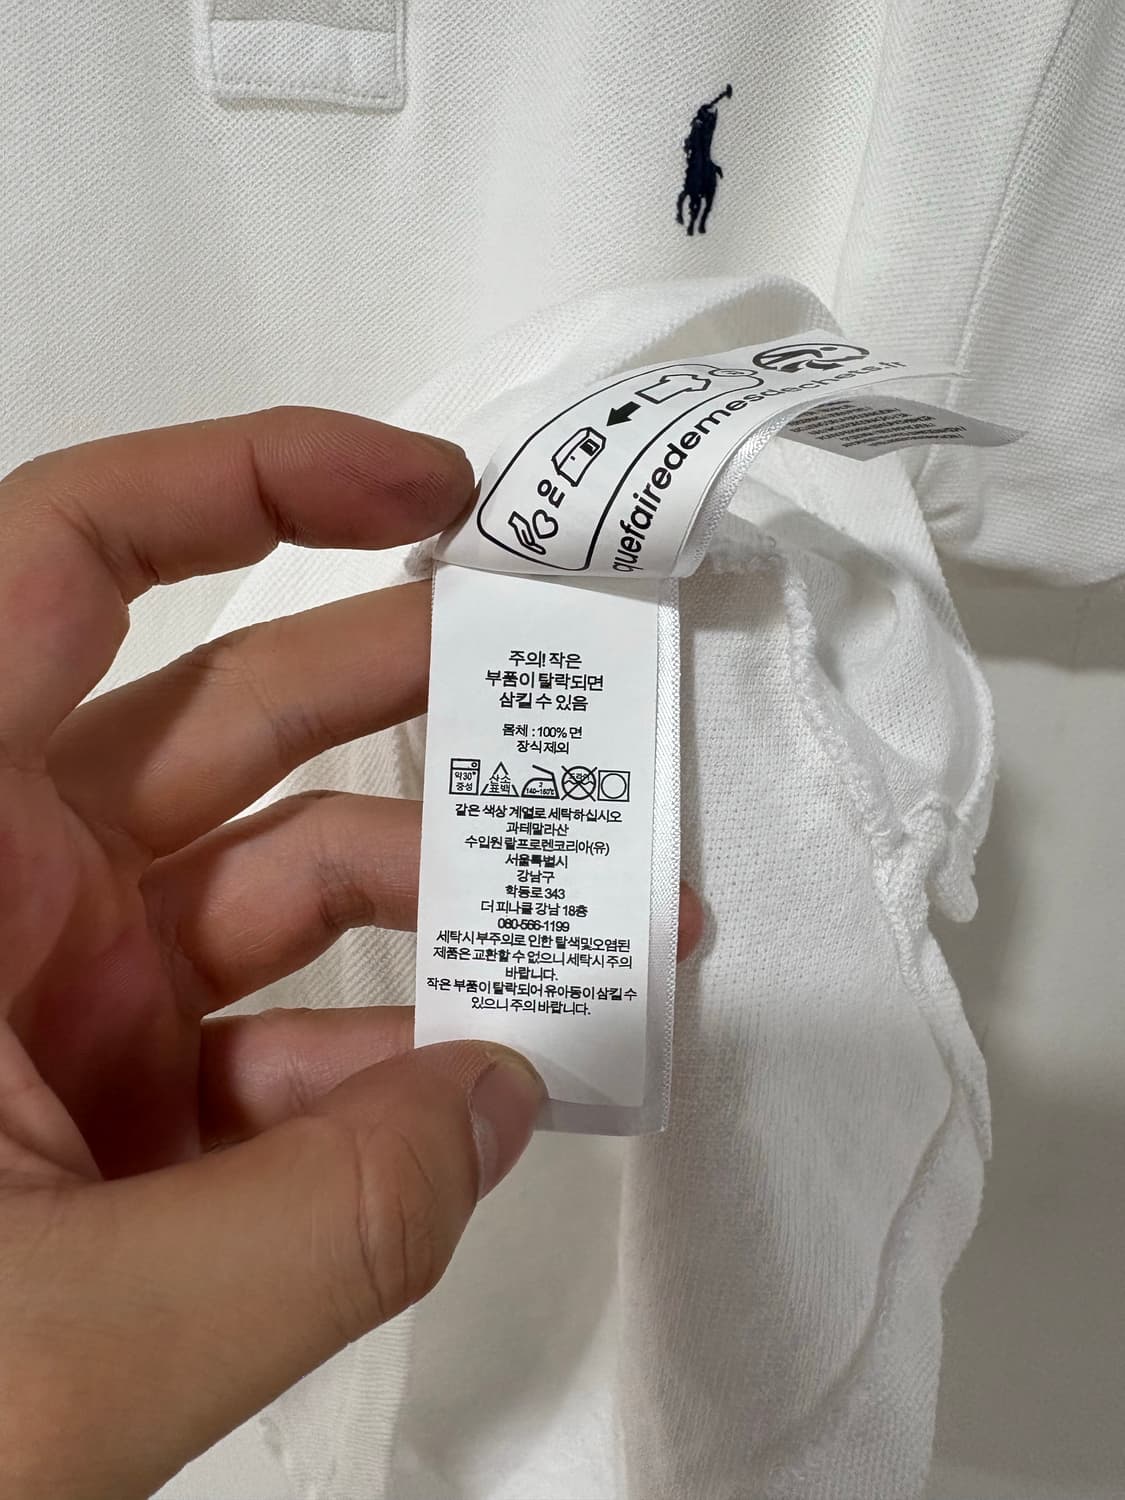 quefairedemesdechets.fr
주의! 작은
부품이 탈락되면
삼킬 수 있음
몸체 : 100% 면
장식제외
약30°
중성
산소
표백
2
140~160℃
드라이
같은 색상 계열로 세탁하십시오
과테말라산
수입원 랄프로렌코리아(유)
서울특별시
강남구
학동로 343
더 피나클 강남 18층
080-566-1199
세탁시 부주의로 인한 탈색및오염된
제품은 교환할 수 없으니 세탁시 주의
바랍니다.
작은 부품이 탈락되어 유아동이 삼킬 수
있으니 주의 바랍니다.